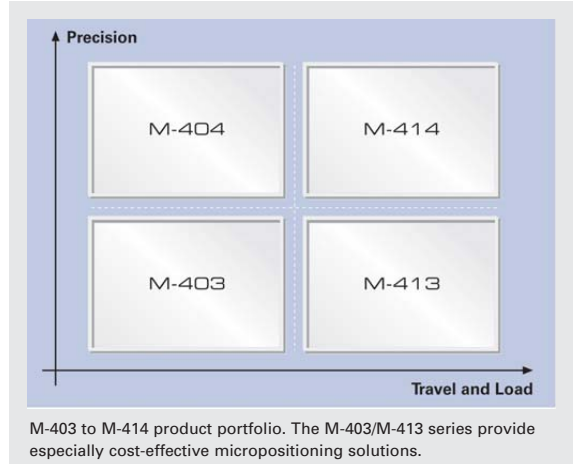 Precision
M-404
M-414
M-403
M-413
Travel and Load
M-403 to M-414 product portfolio. The M-403/M-413 series provide
especially cost-effective micropositioning solutions.